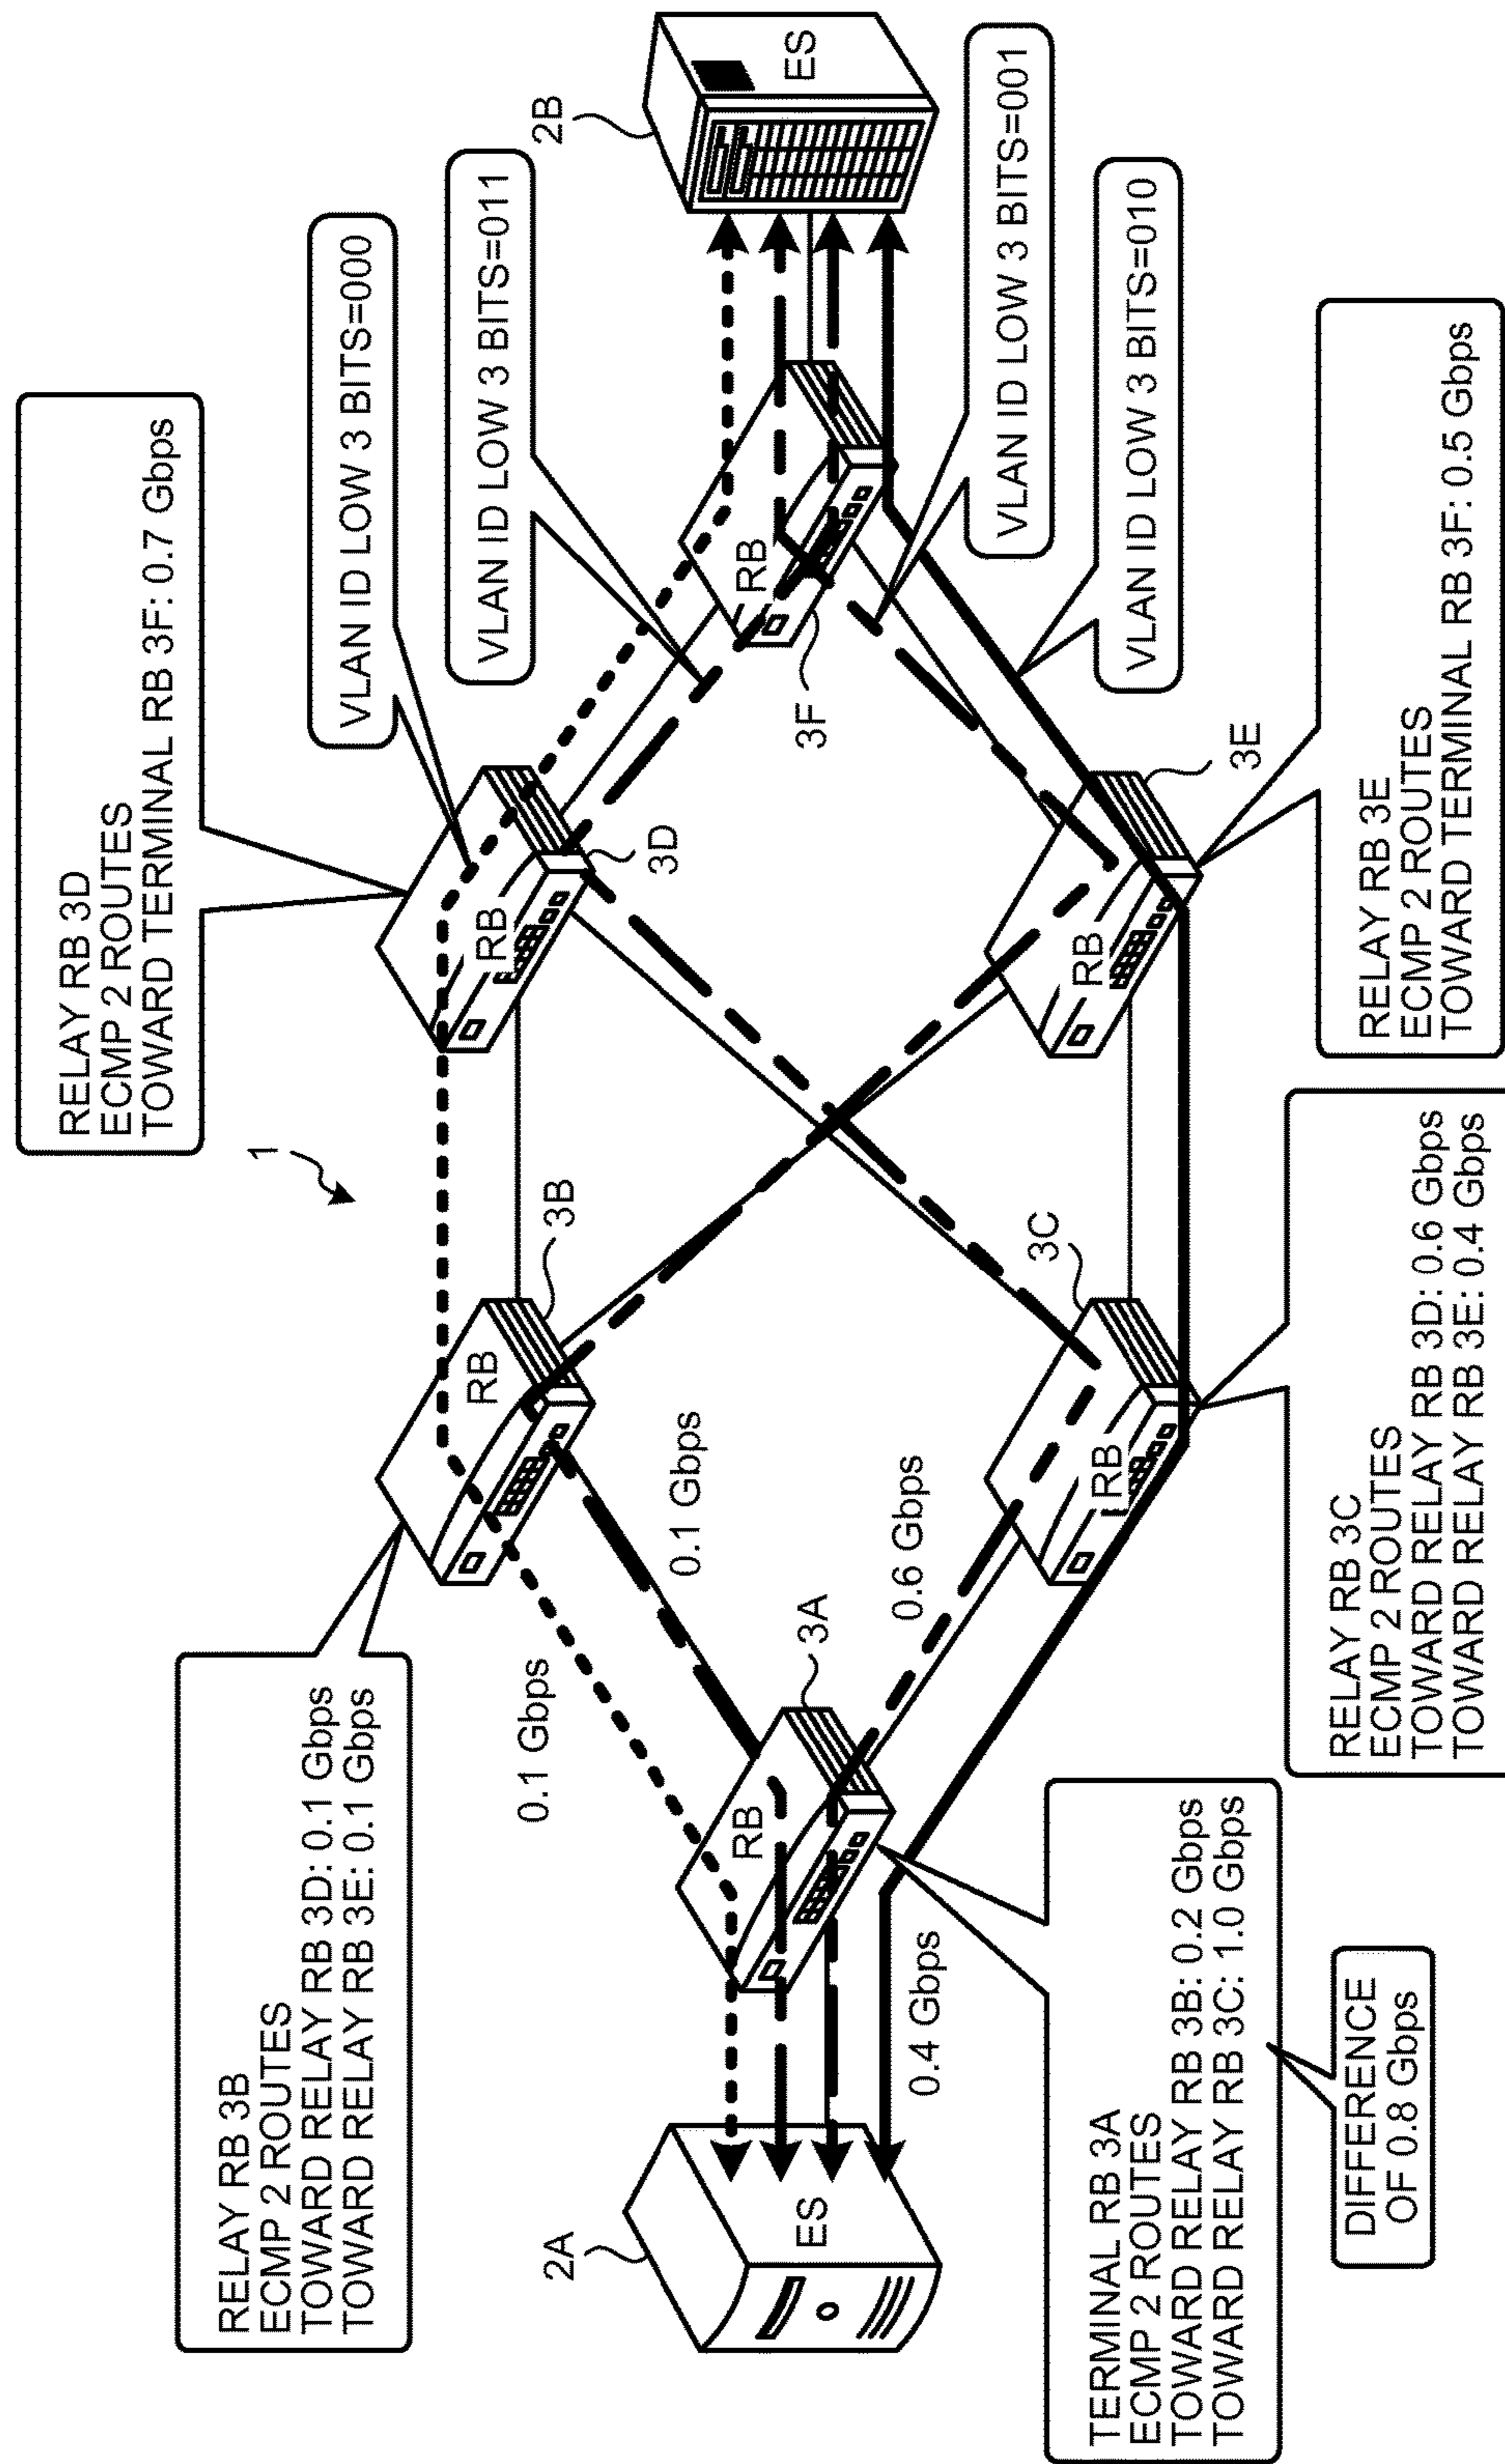 RELAY RB 3D
ECMP 2 ROUTES
TOWARD TERMINAL RB 3F: 0.7 Gbps
RELAY RB 3B
ECMP 2 ROUTES
TOWARD RELAY RB 3D: 0.1 Gbps
TOWARD RELAY RB 3E: 0.1 Gbps
1
VLAN ID LOW 3 BITS=000
VLAN ID LOW 3 BITS=011
2B
ES
RB
3B
RB
3D
0.1 Gbps
0.1 Gbps
2A
ES
RB
3A
RB
3F
0.6 Gbps
0.4 Gbps
RB
3C
RB
3E
VLAN ID LOW 3 BITS=001
VLAN ID LOW 3 BITS=010
TERMINAL RB 3A
ECMP 2 ROUTES
TOWARD RELAY RB 3B: 0.2 Gbps
TOWARD RELAY RB 3C: 1.0 Gbps
DIFFERENCE
OF 0.8 Gbps
RELAY RB 3C
ECMP 2 ROUTES
TOWARD RELAY RB 3D: 0.6 Gbps
TOWARD RELAY RB 3E: 0.4 Gbps
RELAY RB 3E
ECMP 2 ROUTES
TOWARD TERMINAL RB 3F: 0.5 Gbps